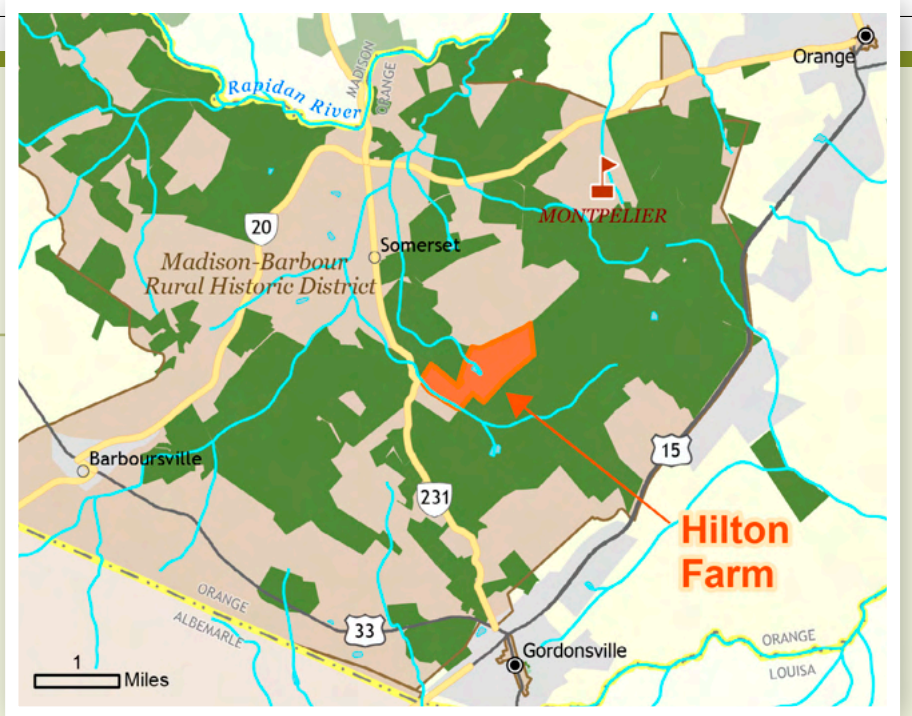 MADISON
ORANGE
Orange
Rapidan River
MONTPELIER
20
Somerset
Madison-Barbour
Rural Historic District
Barboursville
15
231
Hilton
Farm
ORANGE
ALBEMARLE
33
Gordonsville
ORANGE
LOUISA
1
Miles